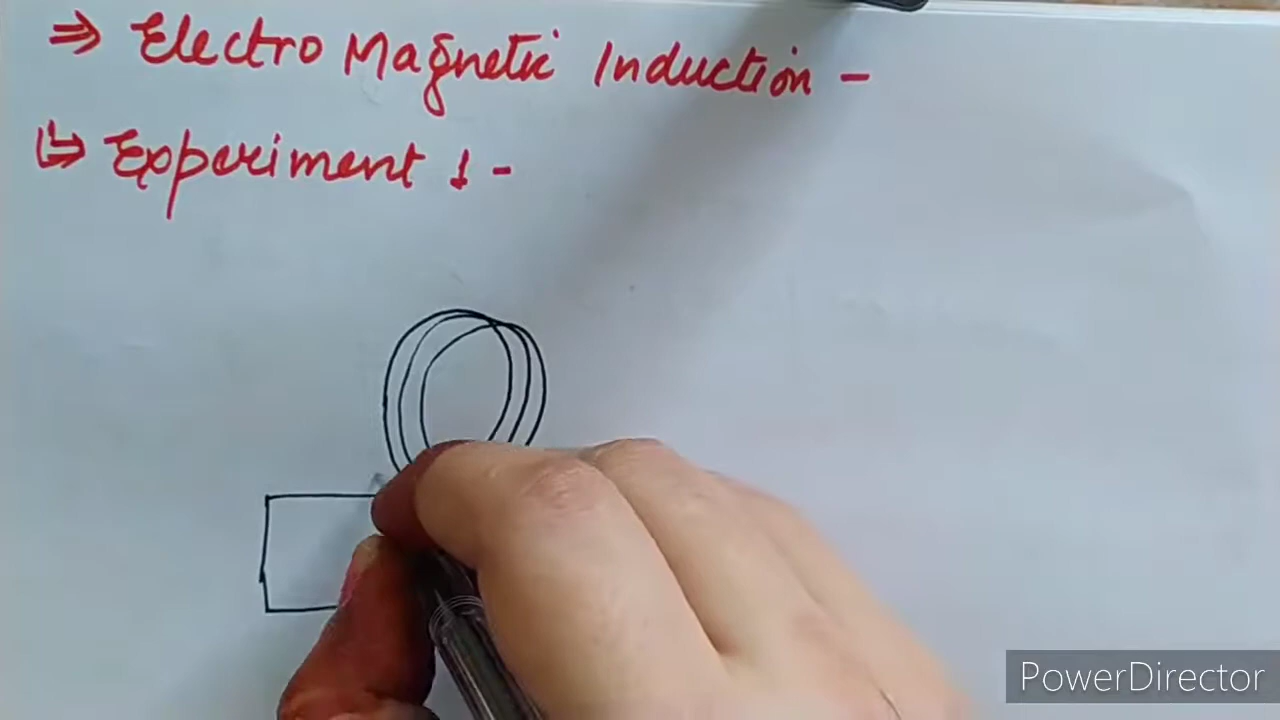 ⇒ Electro Magnetic Induction -
↳ Experiment 1 -
PowerDirector